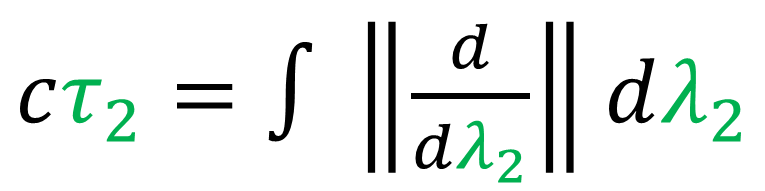 cτ₂ = ∫ ‖d/dλ₂‖ dλ₂